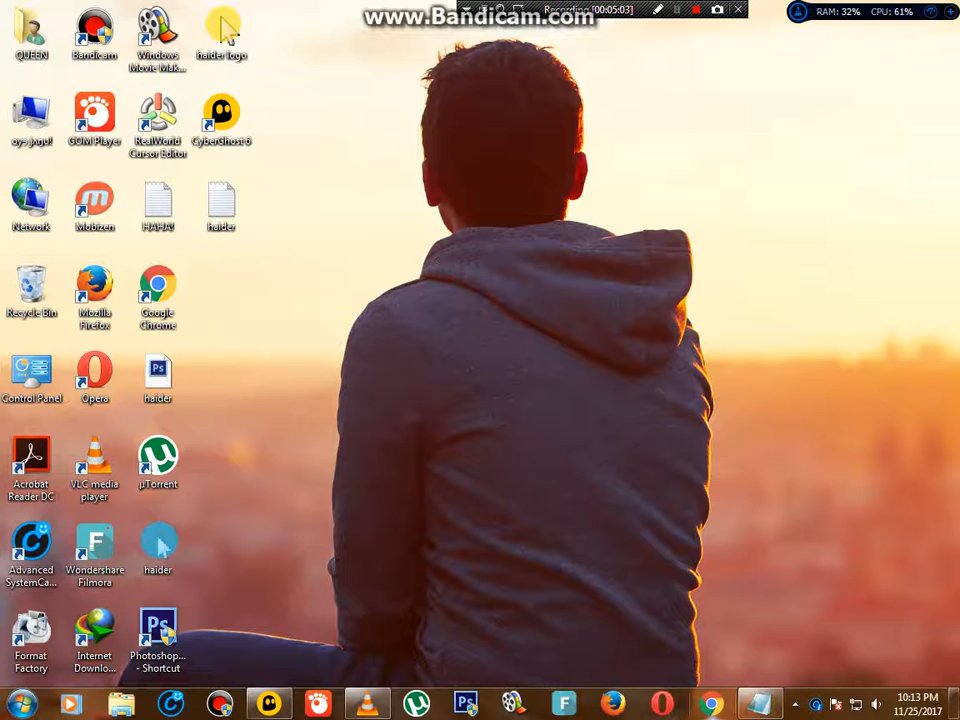 www.Bandicam.com
Recording [00:05:03]
RAM: 32% CPU: 61%
QUEEN
Bandicam
Windows
Movie Mak...
haider logo
GOM Player
RealWorld
Cursor Editor
CyberGhost 6
Network
Mobizen
HAHA!
haider
Recycle Bin
Mozilla
Firefox
Google
Chrome
Control Panel
Opera
haider
Acrobat
Reader DC
VLC media
player
µTorrent
Advanced
SystemCa...
Wondershare
Filmora
haider
Format
Factory
Internet
Downlo...
Photoshop...
- Shortcut
10:13 PM
11/25/2017